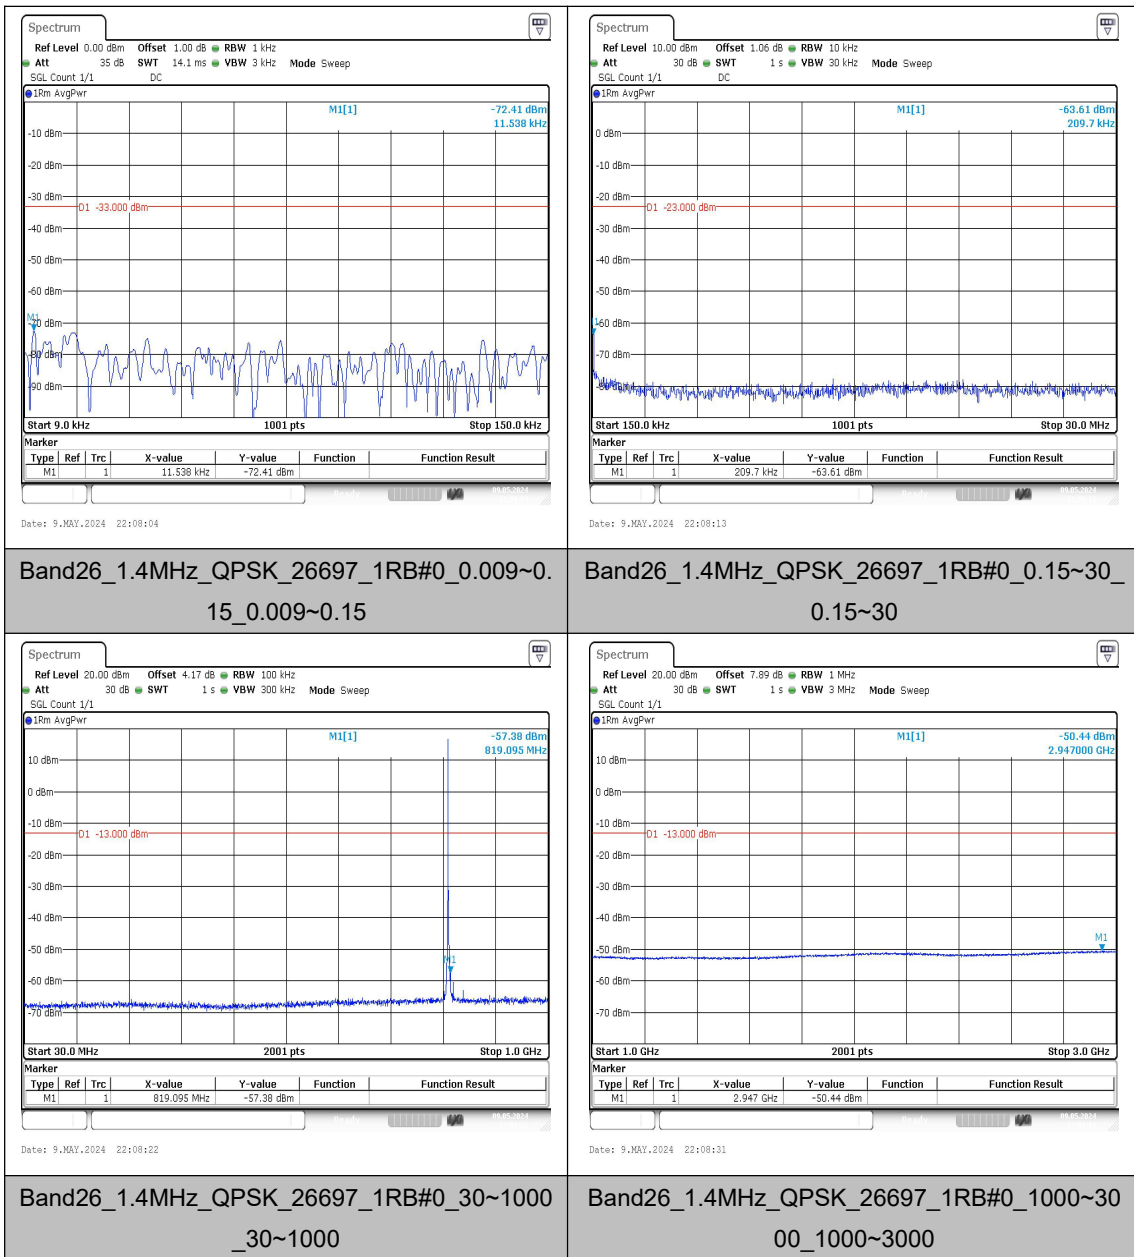 Spectrum
Ref Level 0.00 dBm Offset 1.00 dB RBW 1 kHz
Att 35 dB SWT 14.1 ms VBW 3 kHz Mode Sweep
SGL Count 1/1 DC
1Rm AvgPwr
M1[1] -72.41 dBm
11.538 kHz
-10 dBm
-20 dBm
-30 dBm
D1 -33.000 dBm
-40 dBm
-50 dBm
-60 dBm
M1
-70 dBm
-80 dBm
-90 dBm
Start 9.0 kHz 1001 pts Stop 150.0 kHz
Marker
Type Ref Trc X-value Y-value Function Function Result
M1 1 11.538 kHz -72.41 dBm
Ready 09.05.2024
Date: 9.MAY.2024 22:08:04
Spectrum
Ref Level 10.00 dBm Offset 1.06 dB RBW 10 kHz
Att 30 dB SWT 1 s VBW 30 kHz Mode Sweep
SGL Count 1/1 DC
1Rm AvgPwr
M1[1] -63.61 dBm
209.7 kHz
0 dBm
-10 dBm
-20 dBm
D1 -23.000 dBm
-30 dBm
-40 dBm
-50 dBm
-60 dBm
-70 dBm
-80 dBm
Start 150.0 kHz 1001 pts Stop 30.0 MHz
Marker
Type Ref Trc X-value Y-value Function Function Result
M1 1 209.7 kHz -63.61 dBm
Ready 09.05.2024
Date: 9.MAY.2024 22:08:13
Band26_1.4MHz_QPSK_26697_1RB#0_0.009~0.
15_0.009~0.15
Band26_1.4MHz_QPSK_26697_1RB#0_0.15~30_
0.15~30
Spectrum
Ref Level 20.00 dBm Offset 4.17 dB RBW 100 kHz
Att 30 dB SWT 1 s VBW 300 kHz Mode Sweep
SGL Count 1/1
1Rm AvgPwr
M1[1] -57.38 dBm
819.095 MHz
10 dBm
0 dBm
-10 dBm
D1 -13.000 dBm
-20 dBm
-30 dBm
-40 dBm
-50 dBm
M1
-60 dBm
-70 dBm
Start 30.0 MHz 2001 pts Stop 1.0 GHz
Marker
Type Ref Trc X-value Y-value Function Function Result
M1 1 819.095 MHz -57.38 dBm
Ready 09.05.2024
Date: 9.MAY.2024 22:08:22
Spectrum
Ref Level 20.00 dBm Offset 7.89 dB RBW 1 MHz
Att 30 dB SWT 1 s VBW 3 MHz Mode Sweep
SGL Count 1/1
1Rm AvgPwr
M1[1] -50.44 dBm
2.947000 GHz
10 dBm
0 dBm
-10 dBm
D1 -13.000 dBm
-20 dBm
-30 dBm
-40 dBm
M1
-50 dBm
-60 dBm
-70 dBm
Start 1.0 GHz 2001 pts Stop 3.0 GHz
Marker
Type Ref Trc X-value Y-value Function Function Result
M1 1 2.947 GHz -50.44 dBm
Ready 09.05.2024
Date: 9.MAY.2024 22:08:31
Band26_1.4MHz_QPSK_26697_1RB#0_30~1000
_30~1000
Band26_1.4MHz_QPSK_26697_1RB#0_1000~30
00_1000~3000